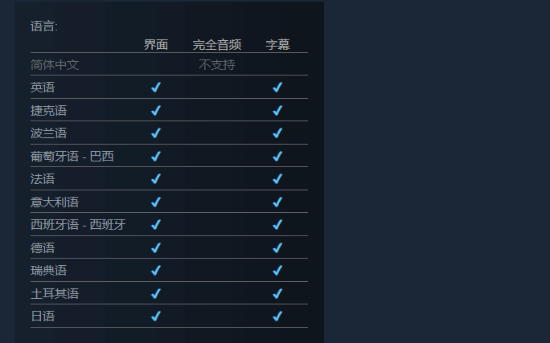 语言:
界面 完全音频 字幕
简体中文 不支持
英语 ✔ ✔
捷克语 ✔ ✔
波兰语 ✔ ✔
葡萄牙语 - 巴西 ✔ ✔
法语 ✔ ✔
意大利语 ✔ ✔
西班牙语 - 西班牙 ✔ ✔
德语 ✔ ✔
瑞典语 ✔ ✔
土耳其语 ✔ ✔
日语 ✔ ✔